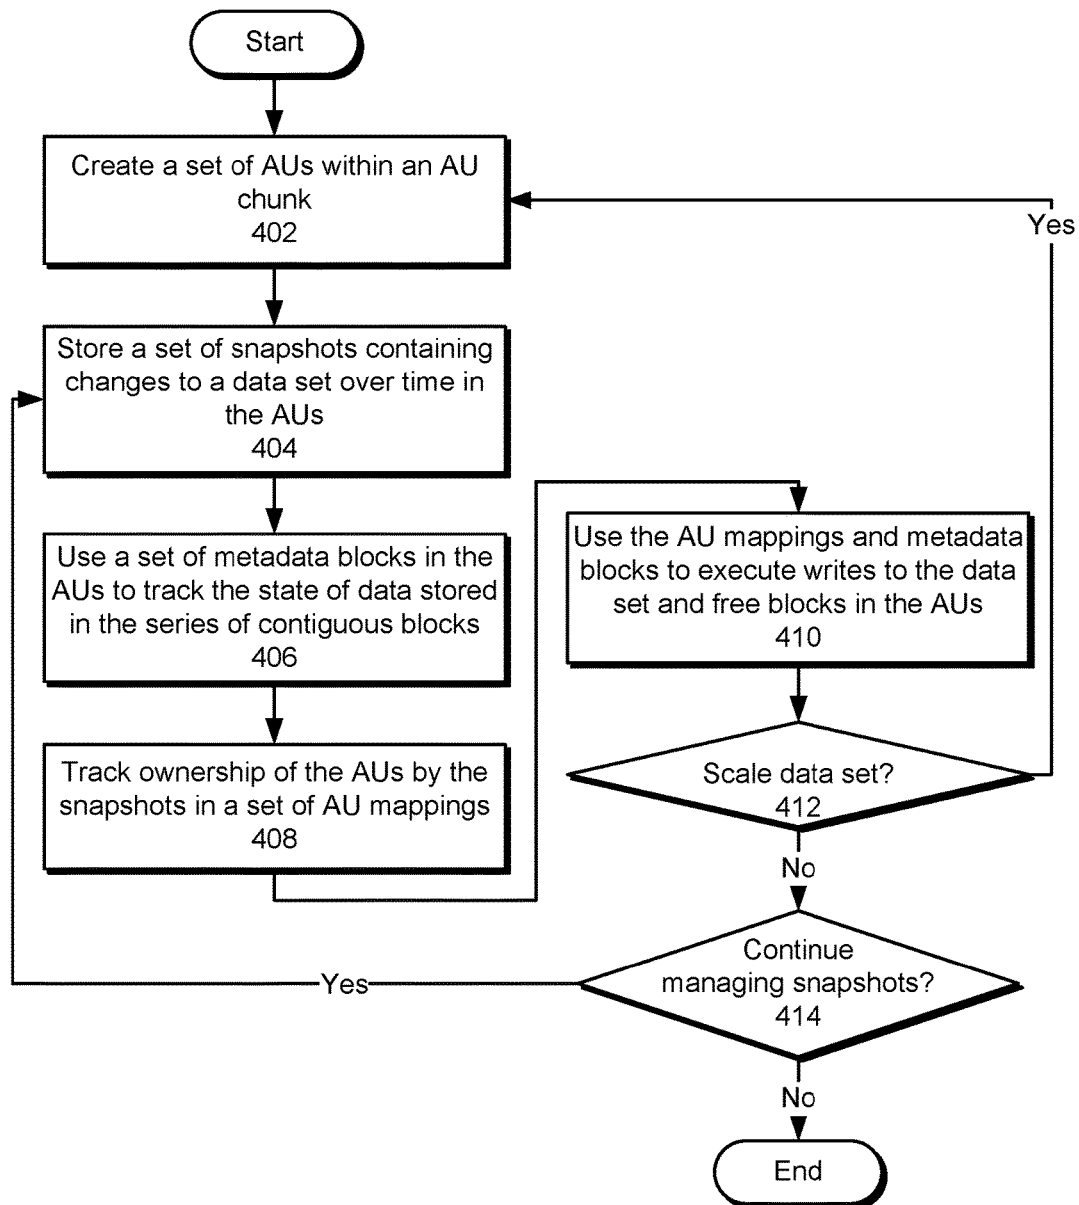 Start
Create a set of AUs within an AU
chunk
402
Yes
Store a set of snapshots containing
changes to a data set over time in
the AUs
404
Use a set of metadata blocks in the
AUs to track the state of data stored
in the series of contiguous blocks
406
Track ownership of the AUs by the
snapshots in a set of AU mappings
408
Use the AU mappings and metadata
blocks to execute writes to the data
set and free blocks in the AUs
410
Scale data set?
412
No
Continue
managing snapshots?
414
Yes
No
End